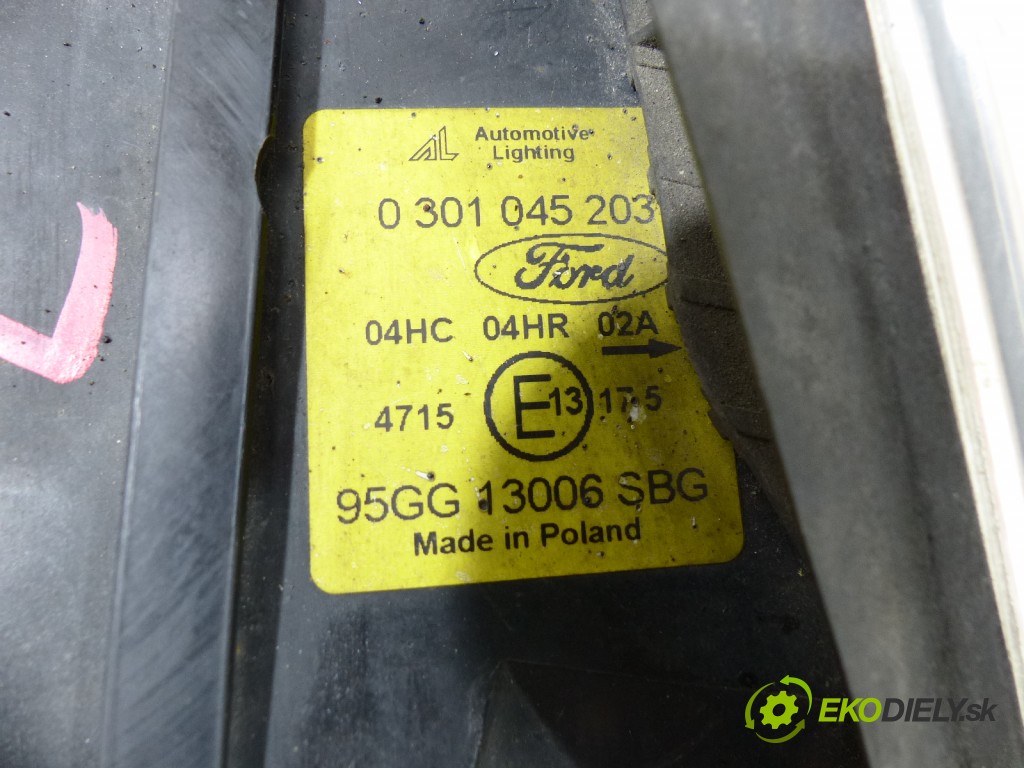 AL Automotive
Lighting
0 301 045 203
Ford
04HC 04HR 02A
4715 E13 17.5
95GG 13006 SBG
Made in Poland
EKODIELY.sk